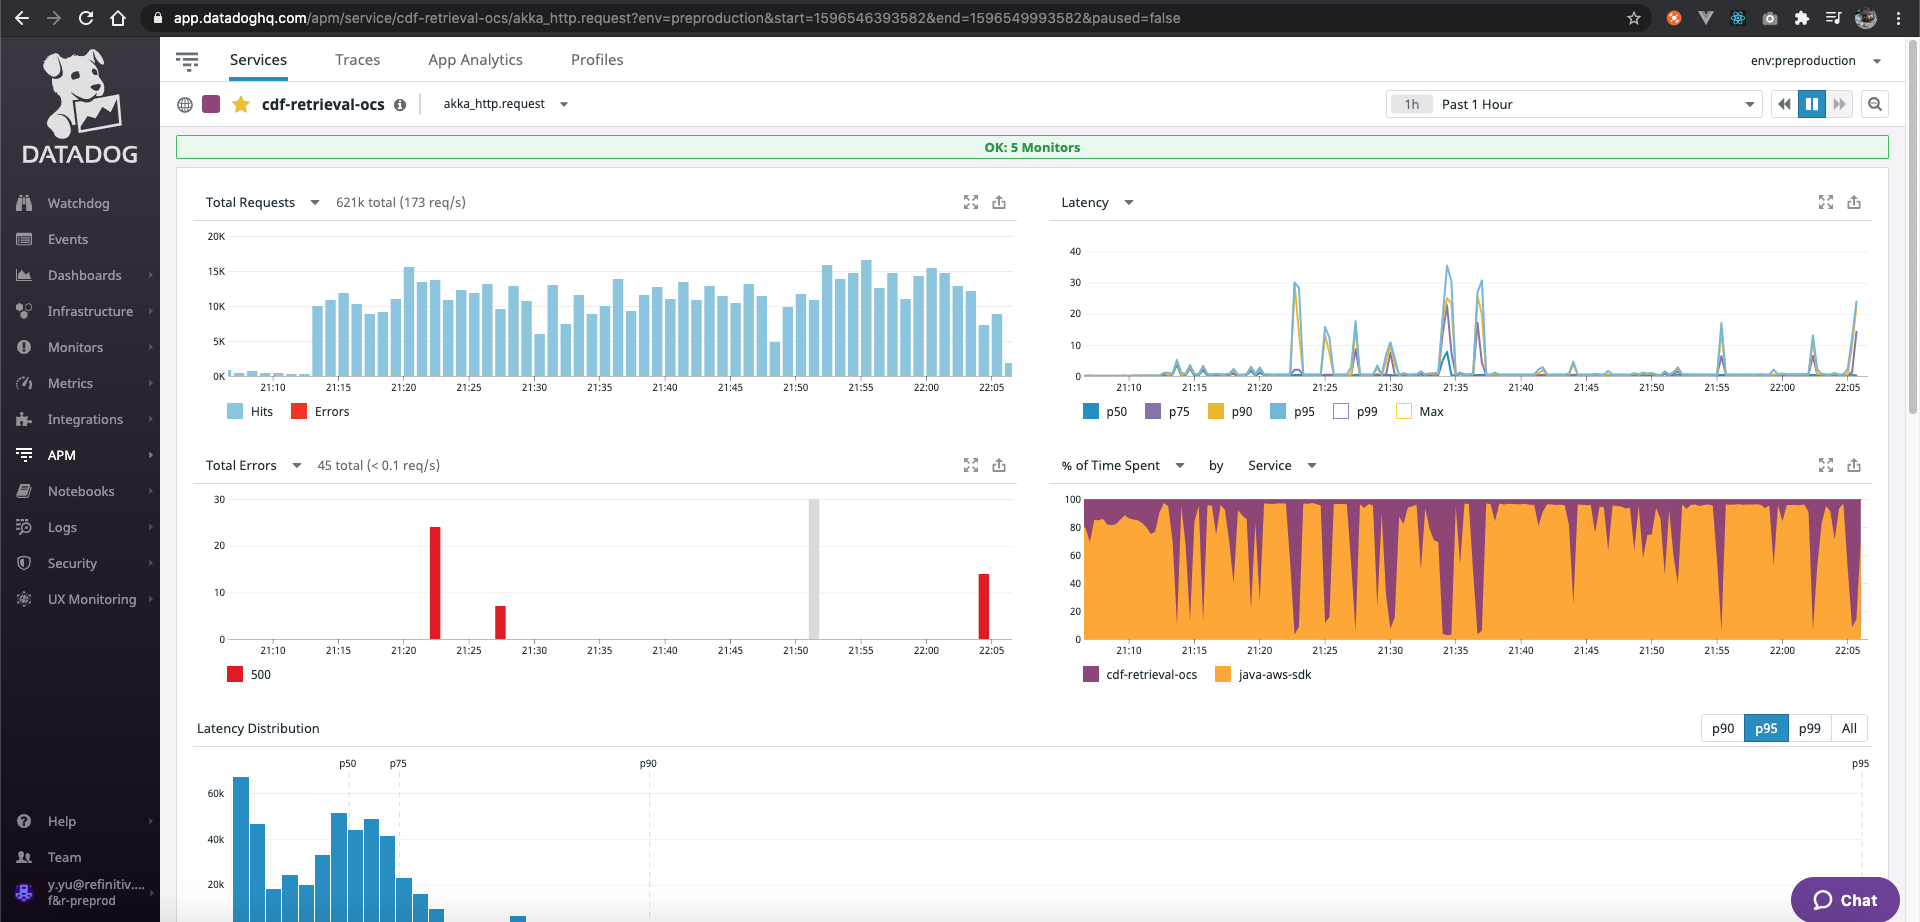 app.datadoghq.com/apm/service/cdf-retrieval-ocs/akka_http.request?env=preproduction&start=1596546393582&end=1596549993582&paused=false
DATADOG
Watchdog
Events
Dashboards
Infrastructure
Monitors
Metrics
Integrations
APM
Notebooks
Logs
Security
UX Monitoring
Help
Team
y.yu@refinitiv....
f&r-preprod
Services Traces App Analytics Profiles
env:preproduction
cdf-retrieval-ocs akka_http.request
1h Past 1 Hour
OK: 5 Monitors
Total Requests 621k total (173 req/s)
20K
15K
10K
5K
0K
21:10 21:15 21:20 21:25 21:30 21:35 21:40 21:45 21:50 21:55 22:00 22:05
Hits Errors
Latency
40
30
20
10
0
21:10 21:15 21:20 21:25 21:30 21:35 21:40 21:45 21:50 21:55 22:00 22:05
p50 p75 p90 p95 p99 Max
Total Errors 45 total (< 0.1 req/s)
30
20
10
0
21:10 21:15 21:20 21:25 21:30 21:35 21:40 21:45 21:50 21:55 22:00 22:05
500
% of Time Spent by Service
100
80
60
40
20
0
21:10 21:15 21:20 21:25 21:30 21:35 21:40 21:45 21:50 21:55 22:00 22:05
cdf-retrieval-ocs java-aws-sdk
Latency Distribution
p90 p95 p99 All
p50 p75 p90 p95
60k
40k
20k
Chat